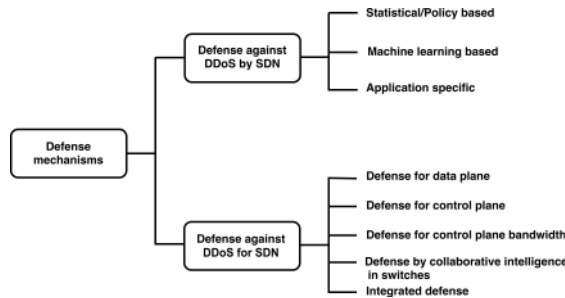 Statistical/Policy based
Defense against
DDoS by SDN
Machine learning based
Application specific
Defense
mechanisms
Defense for data plane
Defense for control plane
Defense against
DDoS for SDN
Defense for control plane bandwidth
Defense by collaborative intelligence
in switches
Integrated defense